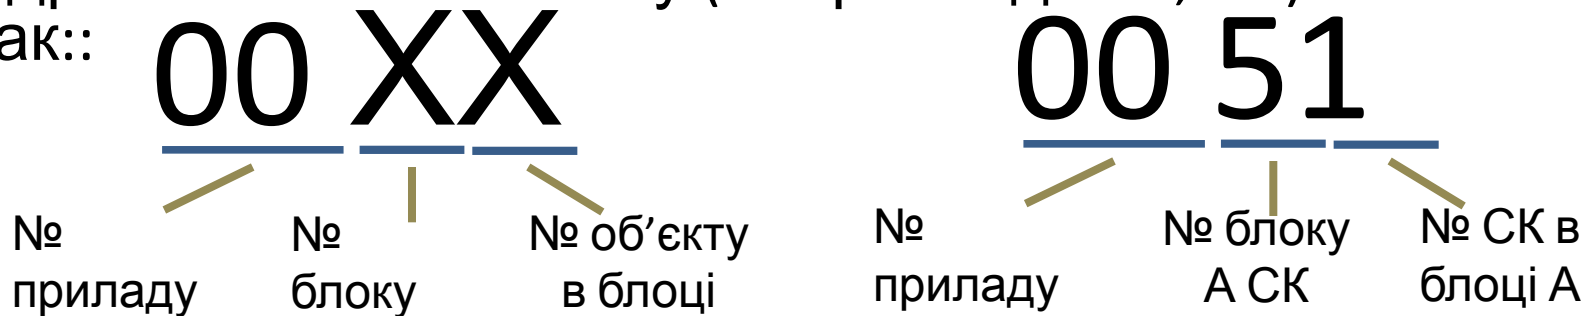 ак::
00 XX
00 51
№
приладу
№
блоку
№ об’єкту
в блоці
№
приладу
№ блоку
А СК
№ СК в
блоці А